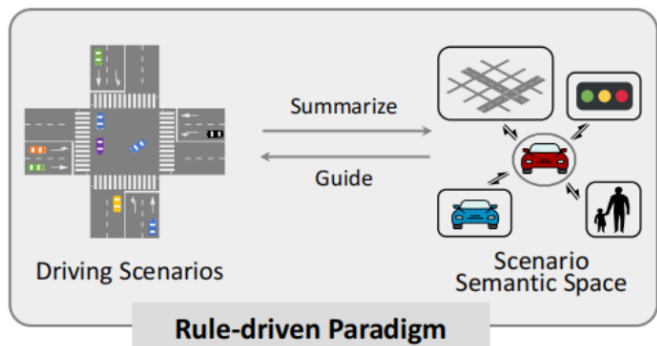 Summarize
Guide
Driving Scenarios
Scenario
Semantic Space
Rule-driven Paradigm